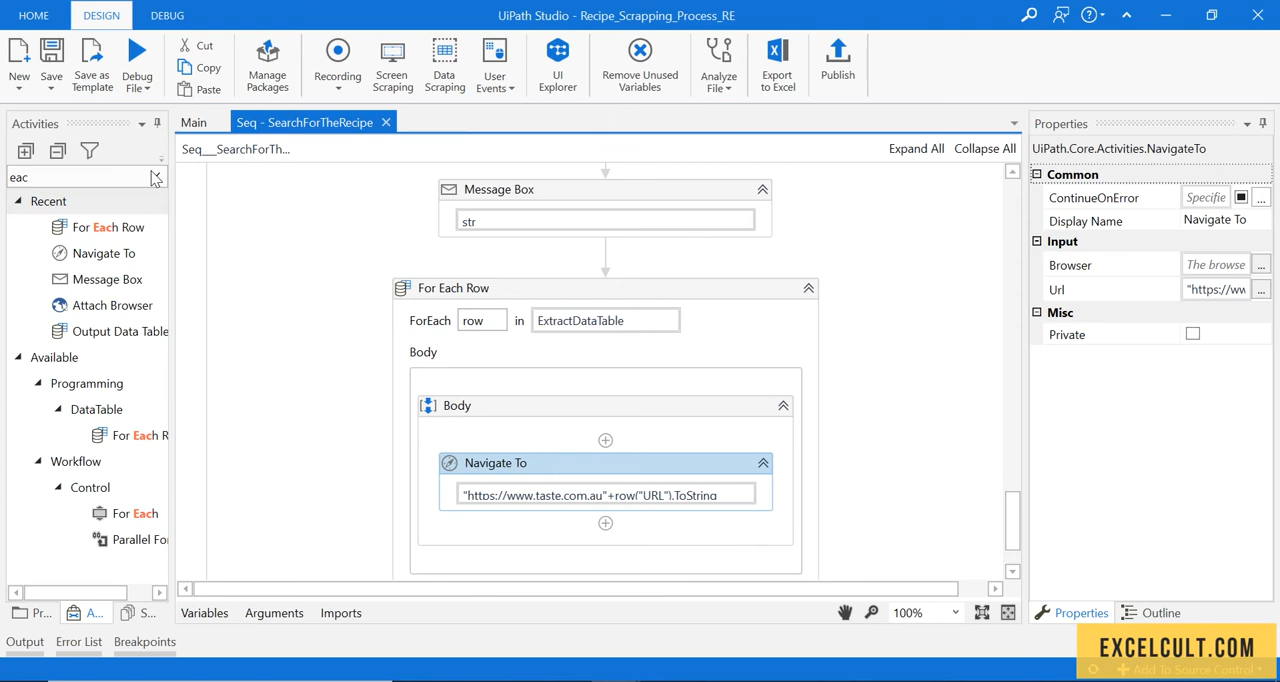 HOME
DESIGN
DEBUG
UiPath Studio - Recipe_Scrapping_Process_RE
New
Save
Save as
Template
Debug
File
Cut
Copy
Paste
Manage
Packages
Recording
Screen
Scraping
Data
Scraping
User
Events
UI
Explorer
Remove Unused
Variables
Analyze
File
Export
to Excel
Publish
Activities
eac
Recent
For Each Row
Navigate To
Message Box
Attach Browser
Output Data Table
Available
Programming
DataTable
For Each R
Workflow
Control
For Each
Parallel For
Pr...
A...
S...
Main
Seq - SearchForTheRecipe
Seq__SearchForTh...
Expand All
Collapse All
Message Box
str
For Each Row
ForEach
row
in
ExtractDataTable
Body
Body
Navigate To
"https://www.taste.com.au"+row("URL").ToString
Variables
Arguments
Imports
100%
Properties
UiPath.Core.Activities.NavigateTo
Common
ContinueOnError
Specifie
...
Display Name
Navigate To
Input
Browser
The browse
...
Url
"https://ww
...
Misc
Private
Properties
Outline
Output
Error List
Breakpoints
EXCELCULT.COM
Add To Source Control